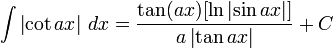 ∫ |cot ax| dx = tan(ax)[ln|sin ax|] / a |tan ax| + C